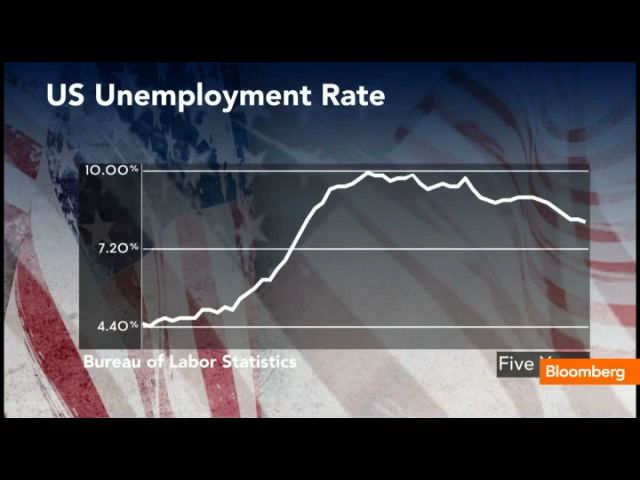 US Unemployment Rate
10.00%
7.20%
4.40%
Bureau of Labor Statistics
Five
Bloomberg